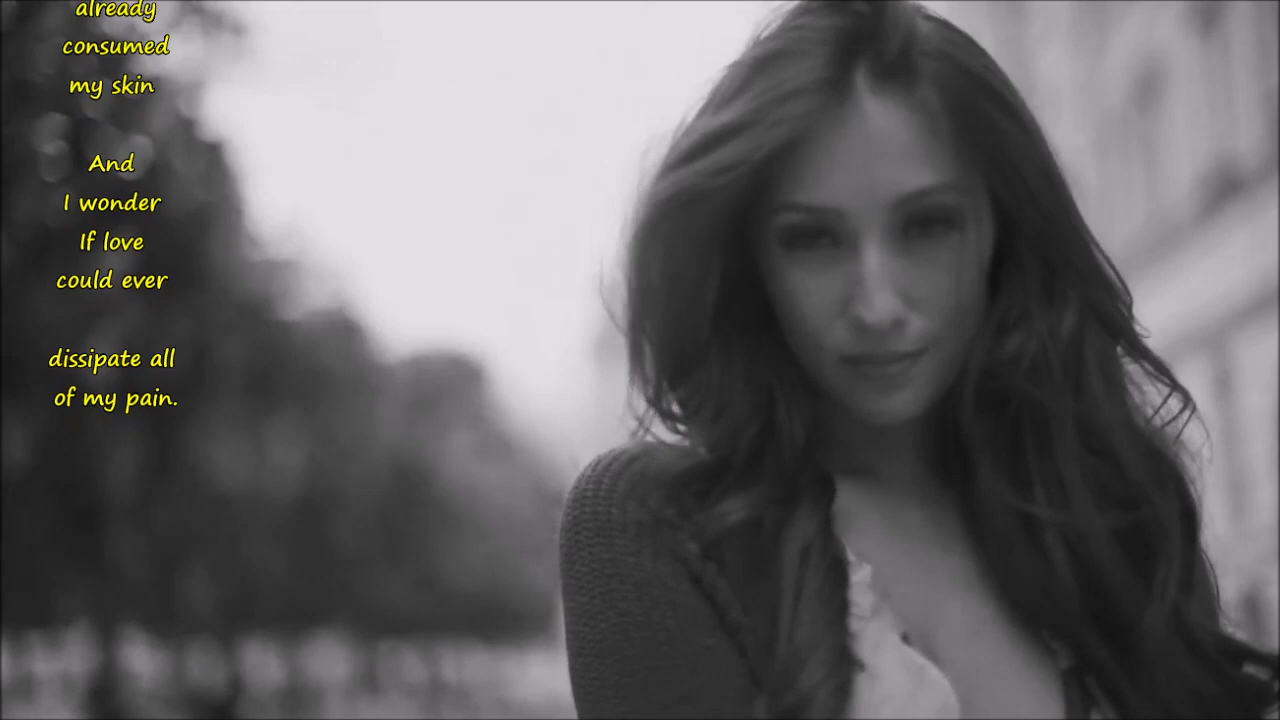 already
consumed
my skin
And
I wonder
If love
could ever
dissipate all
of my pain.